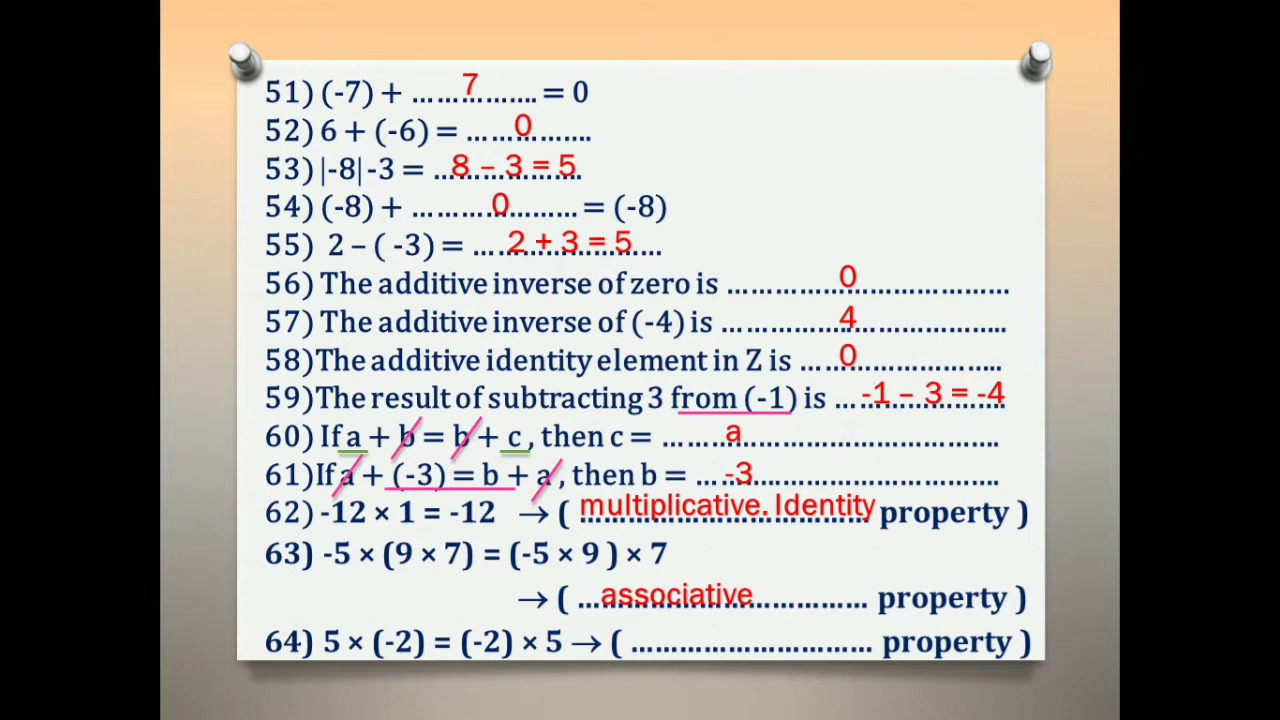 51) (-7) + ......7......... = 0
52) 6 + (-6) = ......0.........
53) |-8| -3 = ...8 – 3 = 5...
54) (-8) + .........0......... = (-8)
55) 2 – ( -3) = ...2 + 3 = 5...
56) The additive inverse of zero is ............0..................
57) The additive inverse of (-4) is ............4..................
58)The additive identity element in Z is ......0..................
59)The result of subtracting 3 from (-1) is ...-1 – 3 = -4
60) If a + b = b + c , then c = ......a..............................
61)If a + (-3) = b + a , then b = ...-3..............................
62) -12 × 1 = -12 → ( multiplicative. Identity property )
63) -5 × (9 × 7) = (-5 × 9 ) × 7
→ ( ...associative............ property )
64) 5 × (-2) = (-2) × 5 → ( .............................. property )